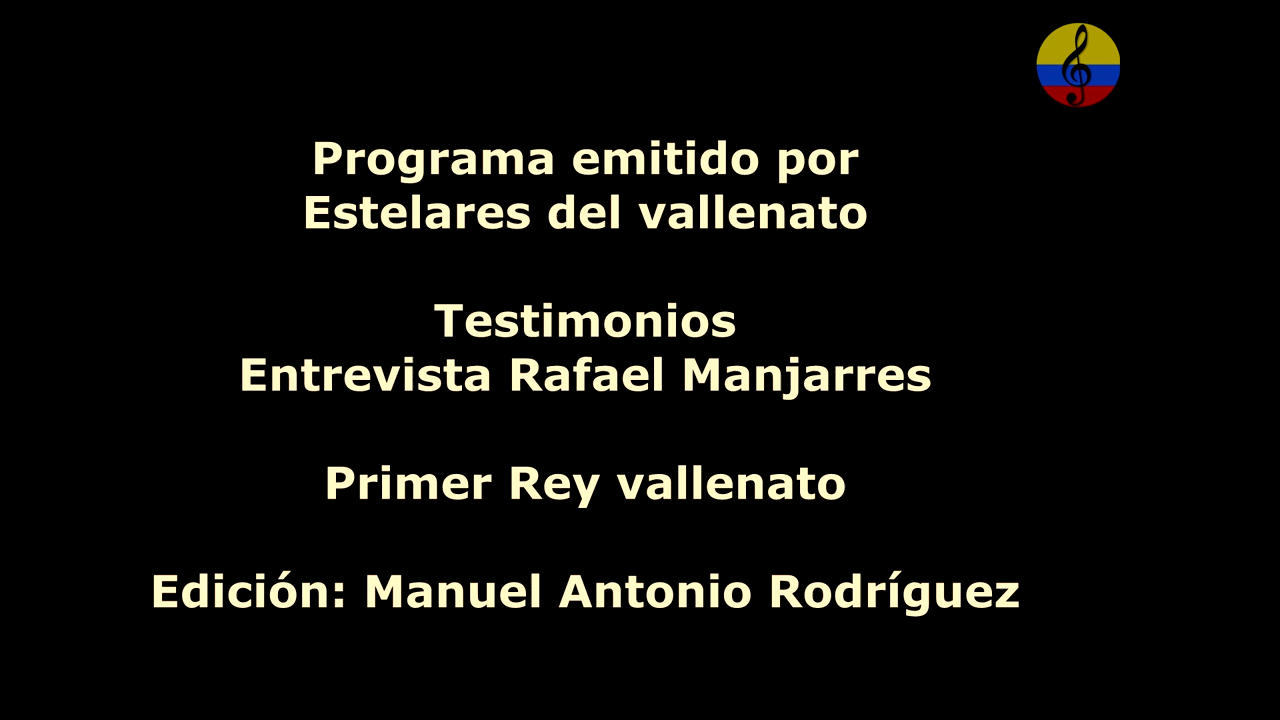 Programa emitido por
Estelares del vallenato
Testimonios
Entrevista Rafael Manjarres
Primer Rey vallenato
Edición: Manuel Antonio Rodríguez